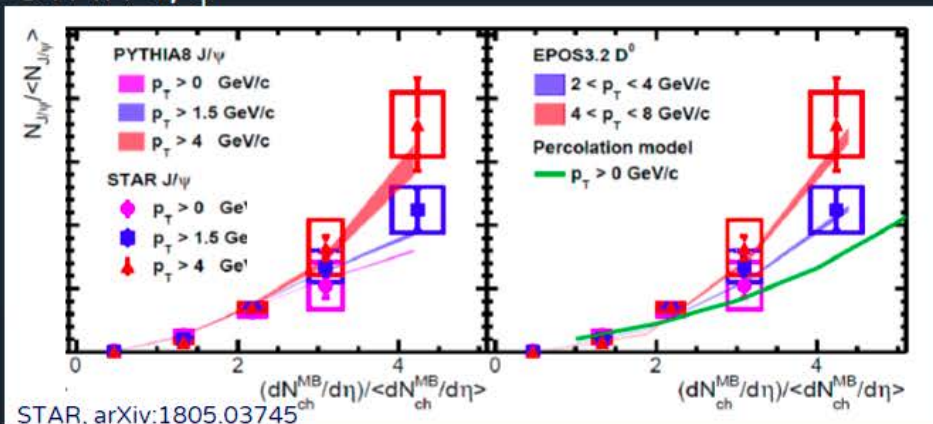 N_J/ψ/<N_J/ψ>
PYTHIA8 J/ψ
p_T > 0 GeV/c
p_T > 1.5 GeV/c
p_T > 4 GeV/c
STAR J/ψ
p_T > 0 Ge
p_T > 1.5 Ge
p_T > 4 Ge
0 2 4
(dN_ch^MB/dη)/<dN_ch^MB/dη>
EPOS3.2 D^0
2 < p_T < 4 GeV/c
4 < p_T < 8 GeV/c
Percolation model
p_T > 0 GeV/c
0 2 4
(dN_ch^MB/dη)/<dN_ch^MB/dη>
STAR, arXiv:1805.03745